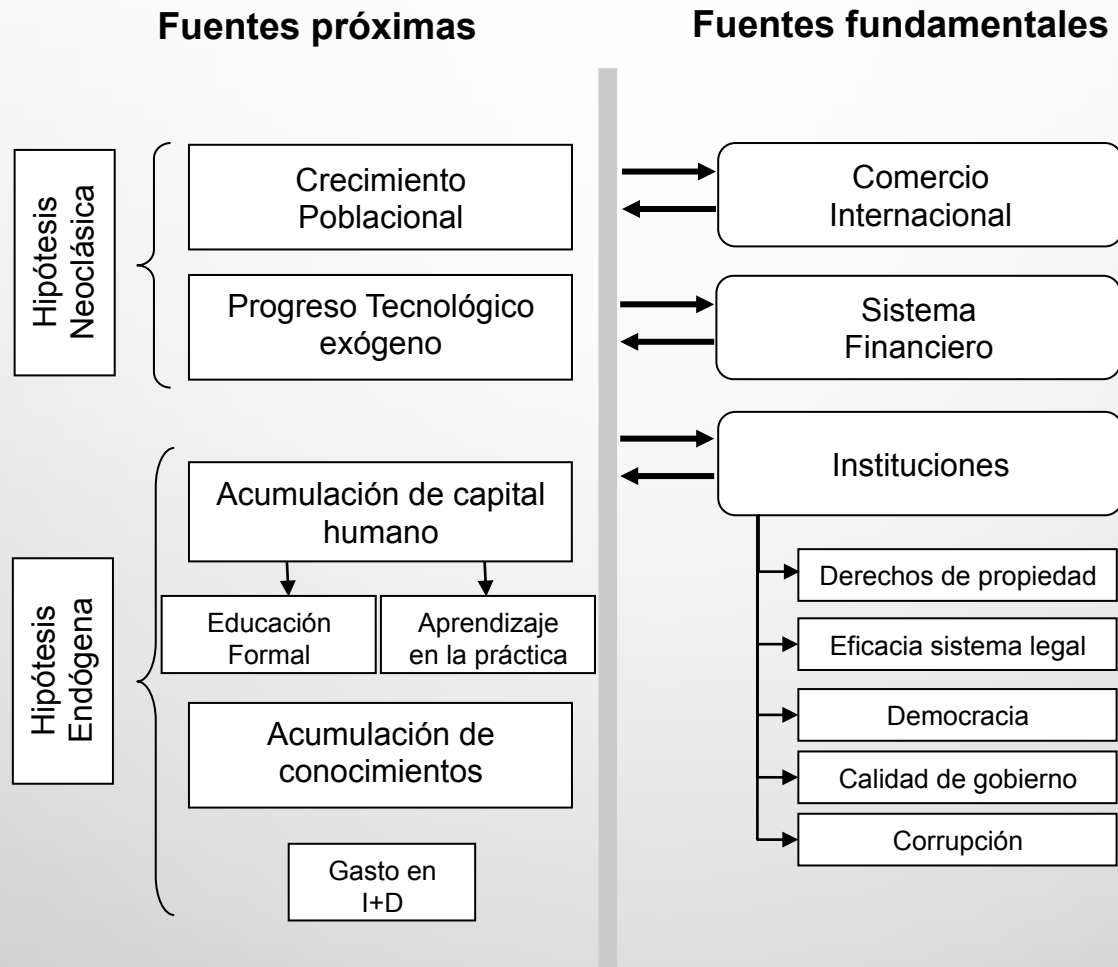 Fuentes próximas
Fuentes fundamentales
Hipótesis
Neoclásica
Crecimiento
Poblacional
Progreso Tecnológico
exógeno
Hipótesis
Endógena
Acumulación de capital
humano
Educación
Formal
Aprendizaje
en la práctica
Acumulación de
conocimientos
Gasto en
I+D
Comercio
Internacional
Sistema
Financiero
Instituciones
Derechos de propiedad
Eficacia sistema legal
Democracia
Calidad de gobierno
Corrupción